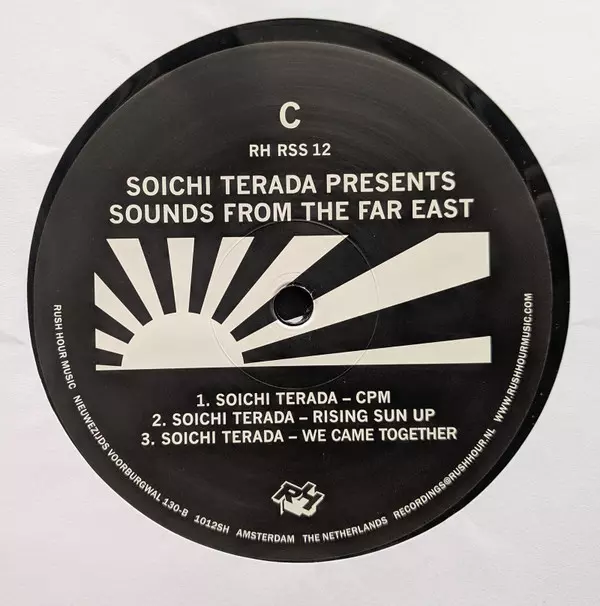 C
RH RSS 12
SOICHI TERADA PRESENTS
SOUNDS FROM THE FAR EAST
1. SOICHI TERADA – CPM
2. SOICHI TERADA – RISING SUN UP
3. SOICHI TERADA – WE CAME TOGETHER
RH
RUSH HOUR MUSIC NIEUWEZIJDS VOORBURGWAL 130-B 1012SH AMSTERDAM THE NETHERLANDS RECORDINGS@RUSHHOUR.NL WWW.RUSHHOURMUSIC.COM